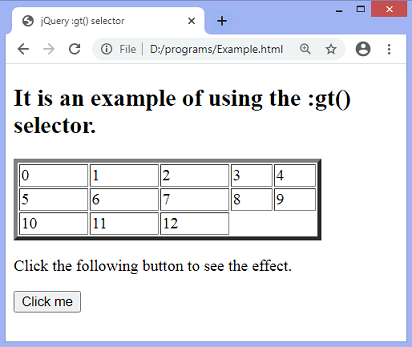 jQuery :gt() selector
File | D:/programs/Example.html
It is an example of using the :gt()
selector.
0 1 2 3 4
5 6 7 8 9
10 11 12
Click the following button to see the effect.
Click me